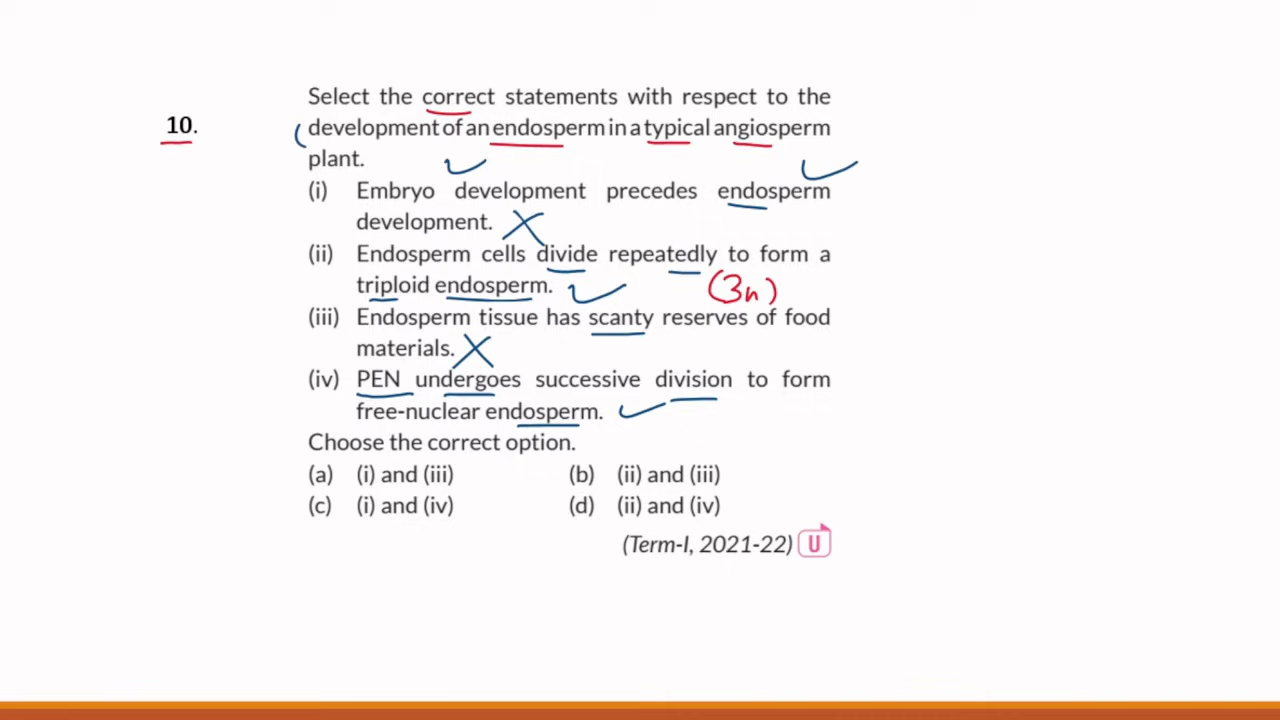 Select the correct statements with respect to the
10.
development of an endosperm in a typical angiosperm
plant.
(i) Embryo development precedes endosperm
development.
(ii) Endosperm cells divide repeatedly to form a
triploid endosperm.
(3n)
(iii) Endosperm tissue has scanty reserves of food
materials.
(iv) PEN undergoes successive division to form
free-nuclear endosperm.
Choose the correct option.
(a) (i) and (iii) (b) (ii) and (iii)
(c) (i) and (iv) (d) (ii) and (iv)
(Term-I, 2021-22) U